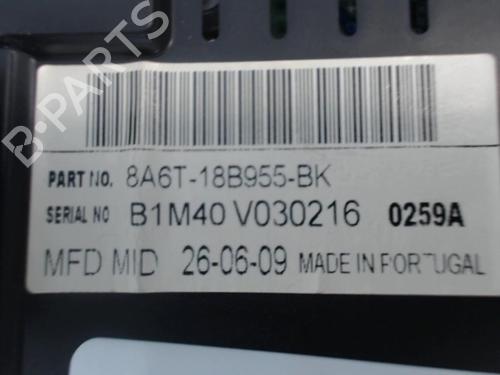 B-PARTS
PART NO. 8A6T-18B955-BK
SERIAL NO B1M40 V030216 0259A
MFD MID 26-06-09 MADE IN PORTUGAL